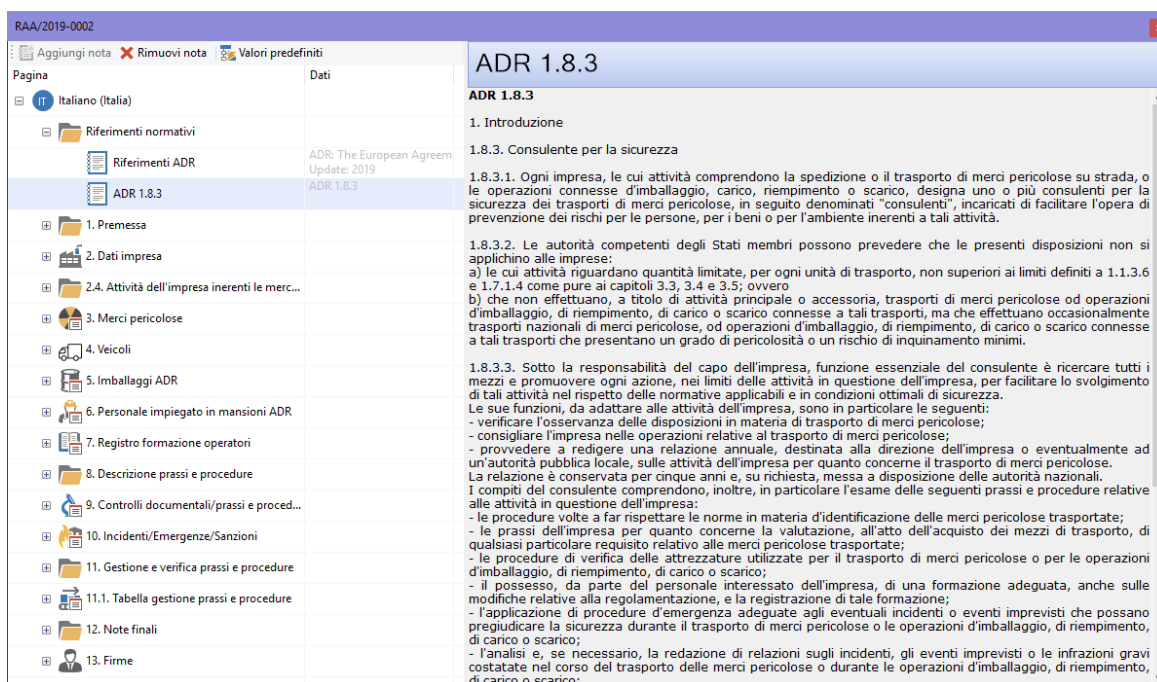 RAA/2019-0002
Aggiungi nota Rimuovi nota Valori predefiniti
Pagina Dati
Italiano (Italia)
Riferimenti normativi
Riferimenti ADR
ADR: The European Agreem
Update: 2019
ADR 1.8.3
ADR 1.8.3
1. Premessa
2. Dati impresa
2.4. Attività dell'impresa inerenti le merc...
3. Merci pericolose
4. Veicoli
5. Imballaggi ADR
6. Personale impiegato in mansioni ADR
7. Registro formazione operatori
8. Descrizione prassi e procedure
9. Controlli documentali/prassi e proced...
10. Incidenti/Emergenze/Sanzioni
11. Gestione e verifica prassi e procedure
11.1. Tabella gestione prassi e procedure
12. Note finali
13. Firme
ADR 1.8.3
ADR 1.8.3
1. Introduzione
1.8.3. Consulente per la sicurezza
1.8.3.1. Ogni impresa, le cui attività comprendono la spedizione o il trasporto di merci pericolose su strada, o
le operazioni connesse d'imballaggio, carico, riempimento o scarico, designa uno o più consulenti per la
sicurezza dei trasporti di merci pericolose, in seguito denominati "consulenti", incaricati di facilitare l'opera di
prevenzione dei rischi per le persone, per i beni o per l'ambiente inerenti a tali attività.
1.8.3.2. Le autorità competenti degli Stati membri possono prevedere che le presenti disposizioni non si
applichino alle imprese:
a) le cui attività riguardano quantità limitate, per ogni unità di trasporto, non superiori ai limiti definiti a 1.1.3.6
e 1.7.1.4 come pure ai capitoli 3.3, 3.4 e 3.5; ovvero
b) che non effettuano, a titolo di attività principale o accessoria, trasporti di merci pericolose od operazioni
d'imballaggio, di riempimento, di carico o scarico connesse a tali trasporti, ma che effettuano occasionalmente
trasporti nazionali di merci pericolose, od operazioni d'imballaggio, di riempimento, di carico o scarico connesse
a tali trasporti che presentano un grado di pericolosità o un rischio di inquinamento minimi.
1.8.3.3. Sotto la responsabilità del capo dell'impresa, funzione essenziale del consulente è ricercare tutti i
mezzi e promuovere ogni azione, nei limiti delle attività in questione dell'impresa, per facilitare lo svolgimento
di tali attività nel rispetto delle normative applicabili e in condizioni ottimali di sicurezza.
Le sue funzioni, da adattare alle attività dell'impresa, sono in particolare le seguenti:
- verificare l'osservanza delle disposizioni in materia di trasporto di merci pericolose;
- consigliare l'impresa nelle operazioni relative al trasporto di merci pericolose;
- provvedere a redigere una relazione annuale, destinata alla direzione dell'impresa o eventualmente ad
un'autorità pubblica locale, sulle attività dell'impresa per quanto concerne il trasporto di merci pericolose.
La relazione è conservata per cinque anni e, su richiesta, messa a disposizione delle autorità nazionali.
I compiti del consulente comprendono, inoltre, in particolare l'esame delle seguenti prassi e procedure relative
alle attività in questione dell'impresa:
- le procedure volte a far rispettare le norme in materia d'identificazione delle merci pericolose trasportate;
- le prassi dell'impresa per quanto concerne la valutazione, all'atto dell'acquisto dei mezzi di trasporto, di
qualsiasi particolare requisito relativo alle merci pericolose trasportate;
- le procedure di verifica delle attrezzature utilizzate per il trasporto di merci pericolose o per le operazioni
d'imballaggio, di riempimento, di carico o scarico;
- il possesso, da parte del personale interessato dell'impresa, di una formazione adeguata, anche sulle
modifiche relative alla regolamentazione, e la registrazione di tale formazione;
- l'applicazione di procedure d'emergenza adeguate agli eventuali incidenti o eventi imprevisti che possano
pregiudicare la sicurezza durante il trasporto di merci pericolose o le operazioni d'imballaggio, di riempimento,
di carico o scarico;
- l'analisi e, se necessario, la redazione di relazioni sugli incidenti, gli eventi imprevisti o le infrazioni gravi
costatate nel corso del trasporto delle merci pericolose o durante le operazioni d'imballaggio, di riempimento,
di carico o scarico;